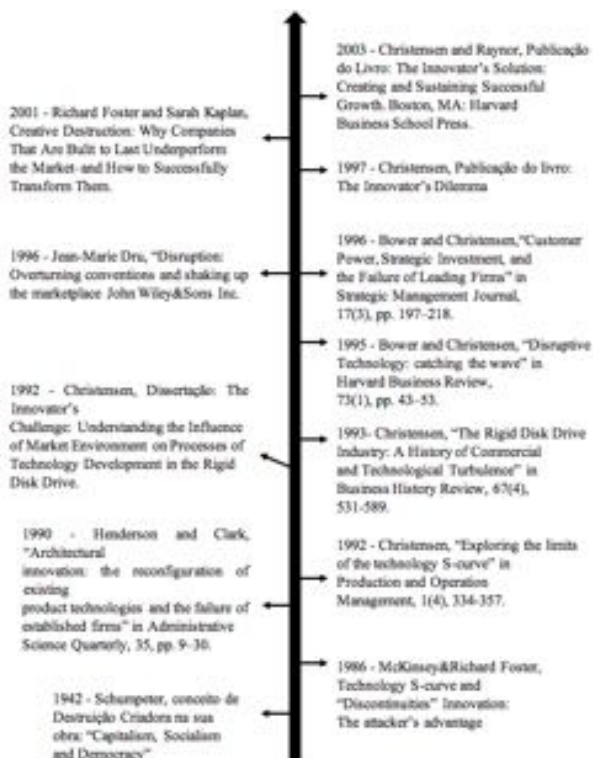 2003 - Christensen and Raynor, Publicação
do Livro: The Innovator's Solution:
Creating and Sustaining Successful
Growth. Boston, MA: Harvard
Business School Press.
2001 - Richard Foster and Sarah Kaplan,
Creative Destruction: Why Companies
That Are Built to Last Underperform
the Market-and How to Successfully
Transform Them.
1997 - Christensen, Publicação do livro:
The Innovator's Dilemma
1996 - Jean-Marie Dru, "Disruption:
Overturning conventions and shaking up
the marketplace John Wiley&Sons Inc.
1996 - Bower and Christensen,"Customer
Power, Strategic Investment, and
the Failure of Leading Firms" in
Strategic Management Journal,
17(3), pp. 197–218.
1995 - Bower and Christensen, "Disruptive
Technology: catching the wave" in
Harvard Business Review,
73(1), pp. 43–53.
1992 - Christensen, Dissertação: The
Innovator's
Challenge: Understanding the Influence
of Market Environment on Processes of
Technology Development in the Rigid
Disk Drive.
1993- Christensen, "The Rigid Disk Drive
Industry: A History of Commercial
and Technological Turbulence" in
Business History Review, 67(4),
531-589.
1990 - Henderson and Clark,
"Architectural
innovation: the reconfiguration of
existing
product technologies and the failure of
established firms" in Administrative
Science Quarterly, 35, pp. 9–30.
1992 - Christensen, "Exploring the limits
of the technology S-curve" in
Production and Operation
Management, 1(4), 334-357.
1986 - McKinsey&Richard Foster,
Technology S-curve and
"Discontinuities" Innovation:
The attacker's advantage
1942 - Schumpeter, conceito de
Destruição Criadora na sua
obra: "Capitalism, Socialism
and Democracy"